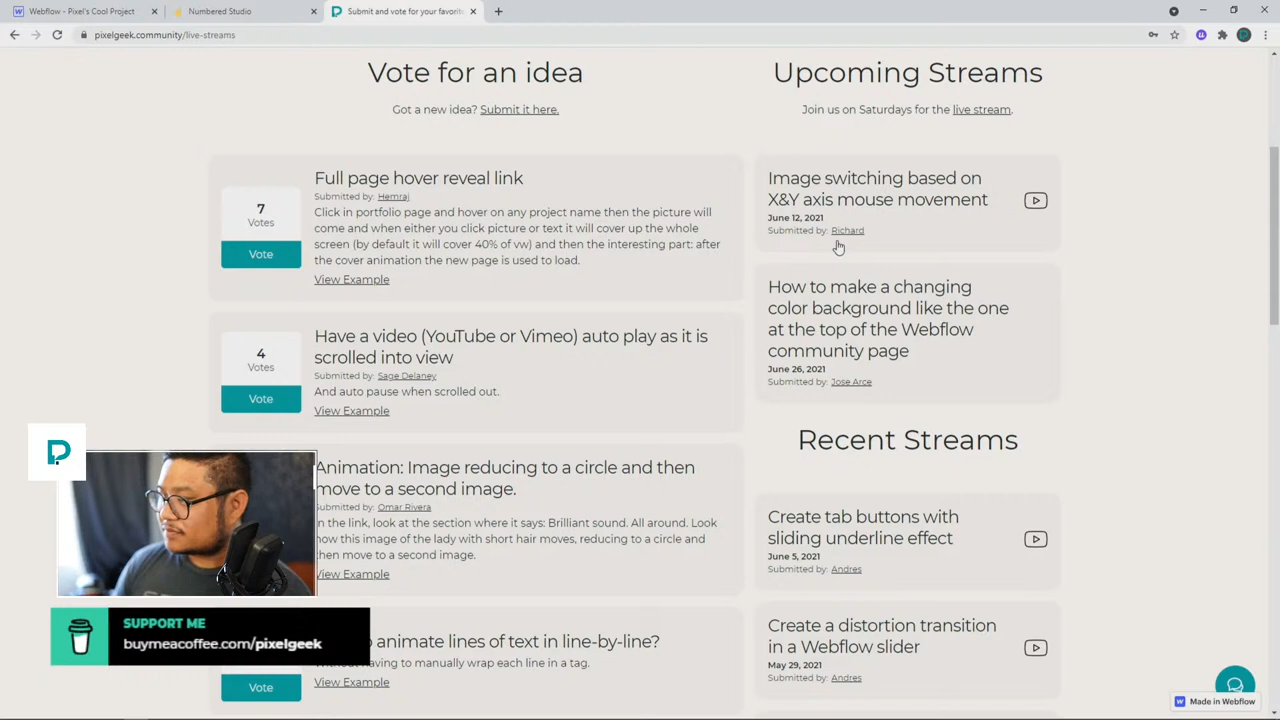 Webflow - Pixel's Cool Project
Numbered Studio
Submit and vote for your favorit
pixelgeek.community/live-streams
Vote for an idea
Got a new idea? Submit it here.
7
Votes
Vote
Full page hover reveal link
Submitted by: Hemraj
Click in portfolio page and hover on any project name then the picture will
come and when either you click picture or text it will cover up the whole
screen (by default it will cover 40% of vw) and then the interesting part: after
the cover animation the new page is used to load.
View Example
4
Votes
Vote
Have a video (YouTube or Vimeo) auto play as it is
scrolled into view
Submitted by: Sage Delaney
And auto pause when scrolled out.
View Example
Animation: Image reducing to a circle and then
move to a second image.
Submitted by: Omar Rivera
In the link, look at the section where it says: Brilliant sound. All around. Look
how this image of the lady with short hair moves, reducing to a circle and
then move to a second image.
View Example
animate lines of text in line-by-line?
Without having to manually wrap each line in a tag.
View Example
Vote
Upcoming Streams
Join us on Saturdays for the live stream.
Image switching based on
X&Y axis mouse movement
June 12, 2021
Submitted by: Richard
How to make a changing
color background like the one
at the top of the Webflow
community page
June 26, 2021
Submitted by: Jose Arce
Recent Streams
Create tab buttons with
sliding underline effect
June 5, 2021
Submitted by: Andres
Create a distortion transition
in a Webflow slider
May 29, 2021
Submitted by: Andres
SUPPORT ME
buymeacoffee.com/pixelgeek
Made in Webflow